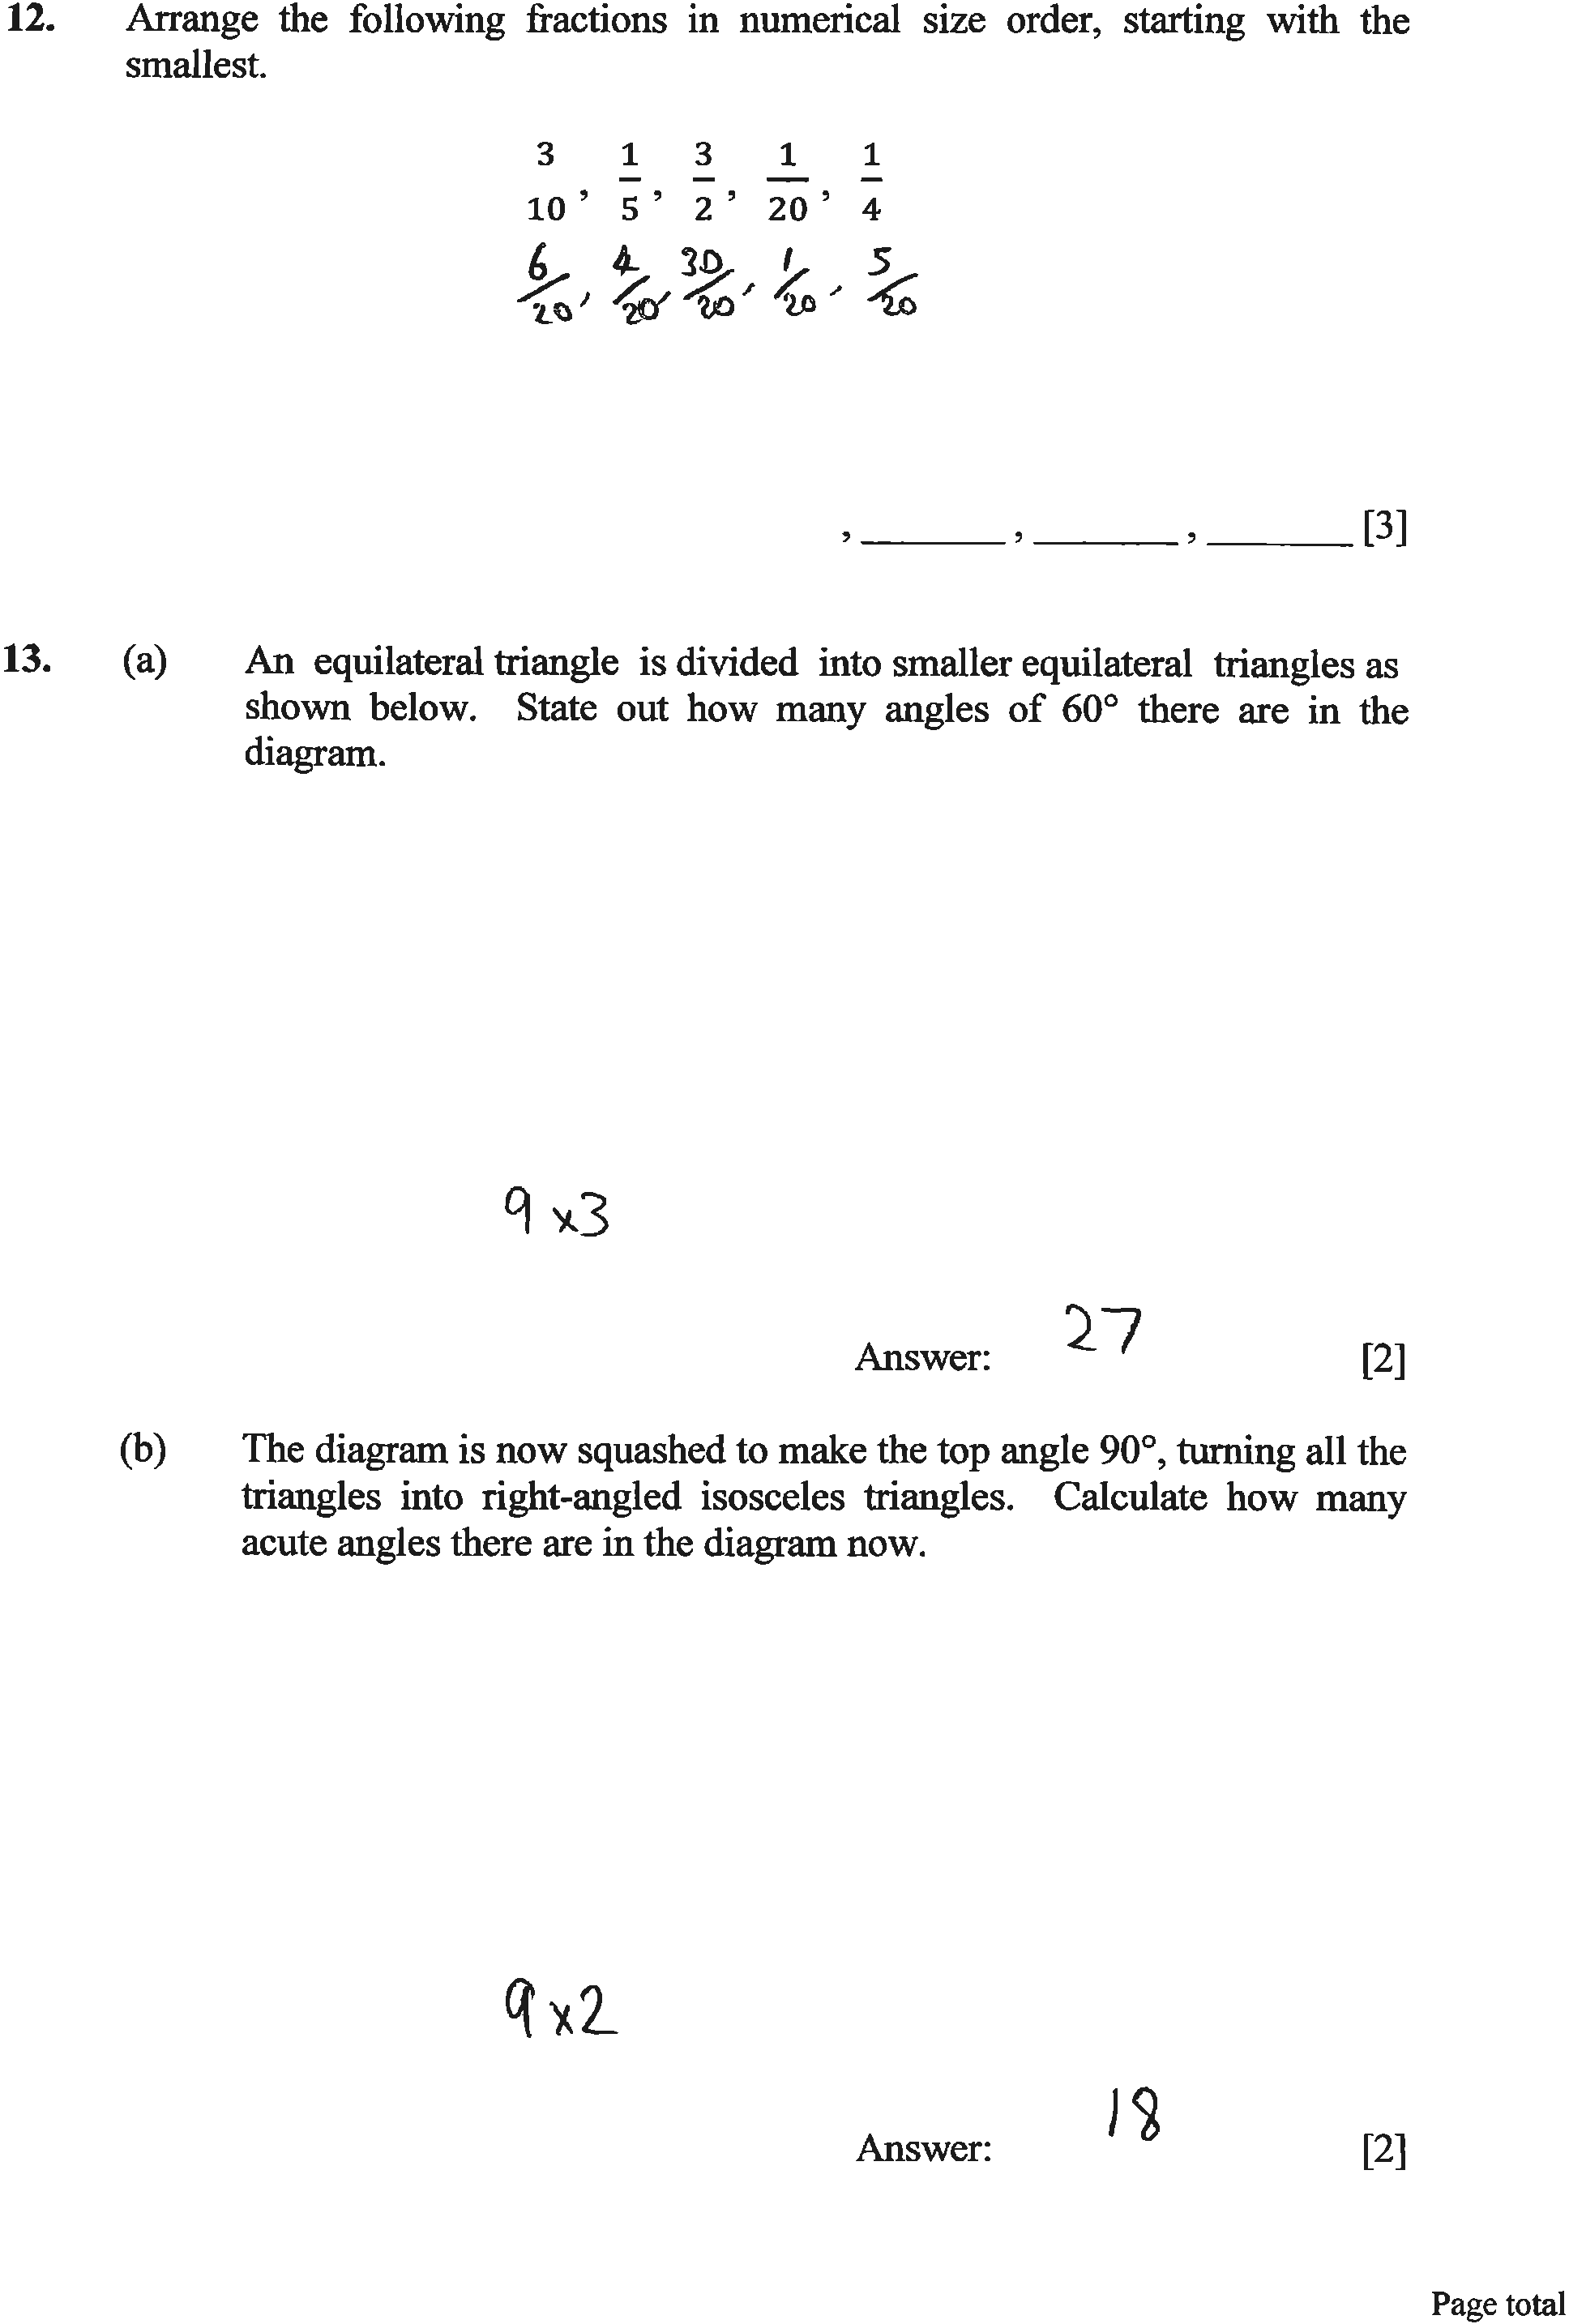 12. Arrange the following fractions in numerical size order, starting with the
smallest.
3/10, 1/5, 3/2, 1/20, 1/4
6/20, 4/20, 30/20, 1/20, 5/20
, ______, ______, ______ [3]
13. (a) An equilateral triangle is divided into smaller equilateral triangles as
shown below. State out how many angles of 60° there are in the
diagram.
9 x3
27
Answer: [2]
(b) The diagram is now squashed to make the top angle 90°, turning all the
triangles into right-angled isosceles triangles. Calculate how many
acute angles there are in the diagram now.
9 x2
18
Answer: [2]
Page total